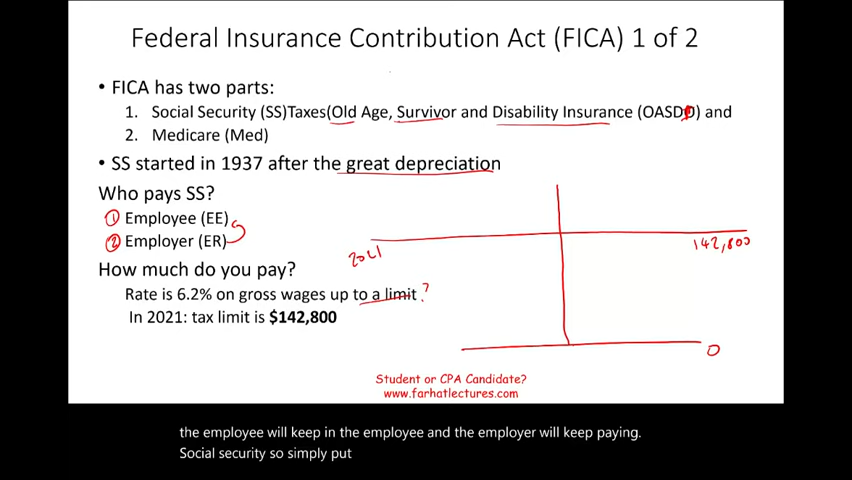 Federal Insurance Contribution Act (FICA) 1 of 2
• FICA has two parts:
1. Social Security (SS)Taxes(Old Age, Survivor and Disability Insurance (OASDI) and
2. Medicare (Med)
• SS started in 1937 after the great depreciation
Who pays SS?
① Employee (EE)
② Employer (ER)
How much do you pay?
Rate is 6.2% on gross wages up to a limit ?
In 2021: tax limit is $142,800
2021
142,800
0
Student or CPA Candidate?
www.farhatlectures.com
the employee will keep in the employee and the employer will keep paying.
Social security so simply put